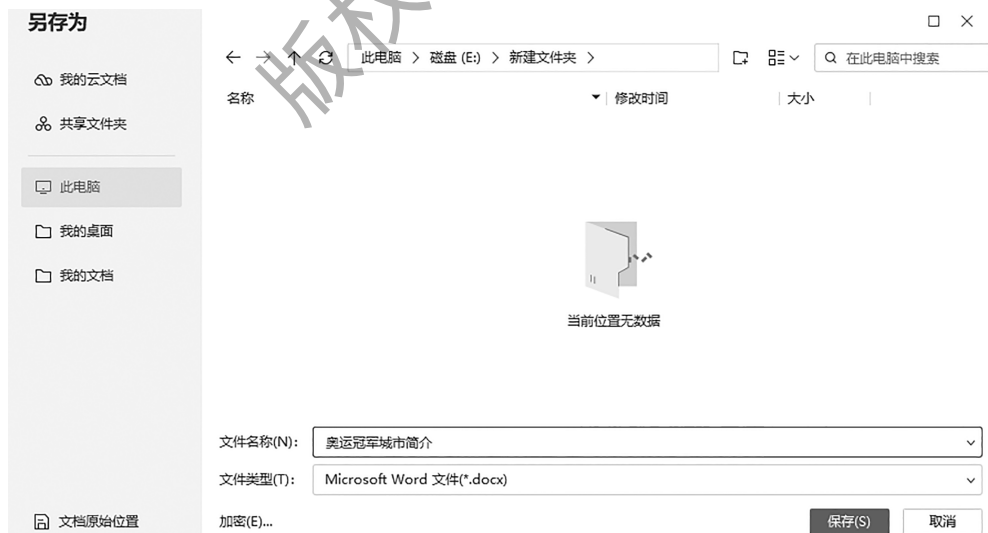 另存为
版权
此电脑 > 磁盘 (E:) > 新建文件夹 >
在此电脑中搜索
我的云文档
共享文件夹
此电脑
我的桌面
我的文档
名称 修改时间 大小
当前位置无数据
文件名称(N): 奥运冠军城市简介
文件类型(T): Microsoft Word 文件(*.docx)
文档原始位置
加密(E)...
保存(S)
取消